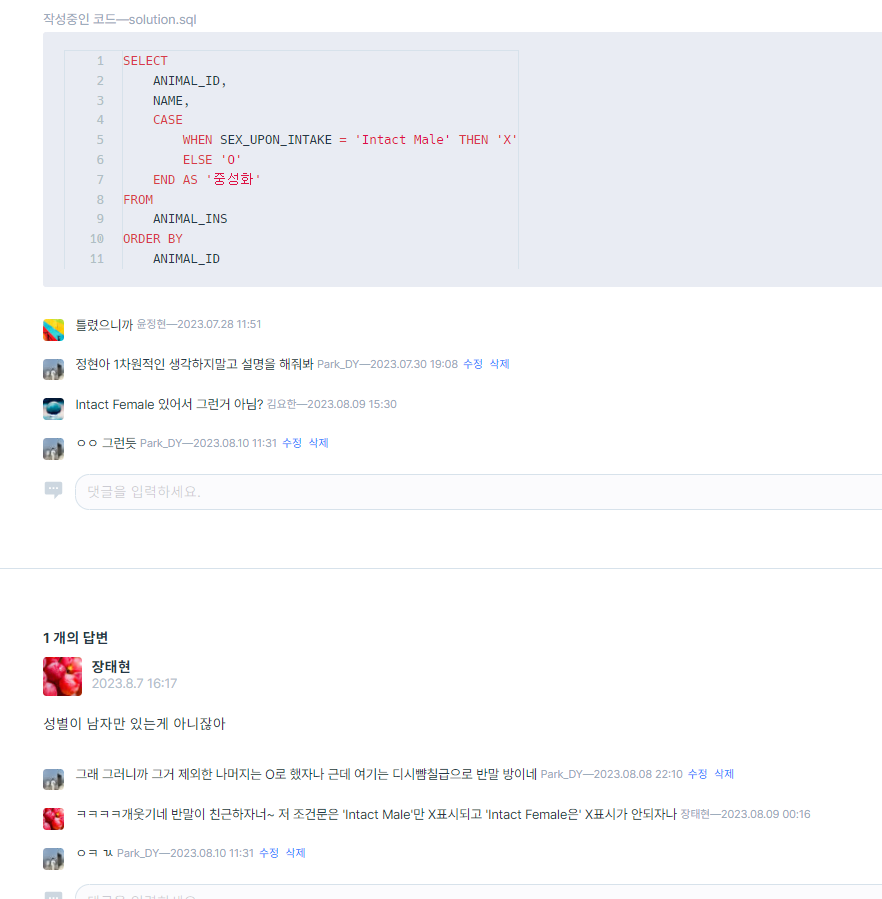 작성중인 코드—solution.sql
1 SELECT
2 ANIMAL_ID,
3 NAME,
4 CASE
5 WHEN SEX_UPON_INTAKE = 'Intact Male' THEN 'X'
6 ELSE 'O'
7 END AS '중성화'
8 FROM
9 ANIMAL_INS
10 ORDER BY
11 ANIMAL_ID
틀렸으니까 윤정현—2023.07.28 11:51
정현아 1차원적인 생각하지말고 설명을 해줘봐 Park_DY—2023.07.30 19:08 수정 삭제
Intact Female 있어서 그런거 아님? 김요한—2023.08.09 15:30
ㅇㅇ 그런듯 Park_DY—2023.08.10 11:31 수정 삭제
댓글을 입력하세요.
1 개의 답변
장태현
2023.8.7 16:17
성별이 남자만 있는게 아니잖아
그래 그러니까 그거 제외한 나머지는 O로 했자나 근데 여기는 디시뺨칠급으로 반말 방이네 Park_DY—2023.08.08 22:10 수정 삭제
ㅋㅋㅋㅋ개웃기네 반말이 친근하자너~ 저 조건문은 'Intact Male'만 X표시되고 'Intact Female은' X표시가 안되자나 장태현—2023.08.09 00:16
ㅇㅋ ㄳ Park_DY—2023.08.10 11:31 수정 삭제